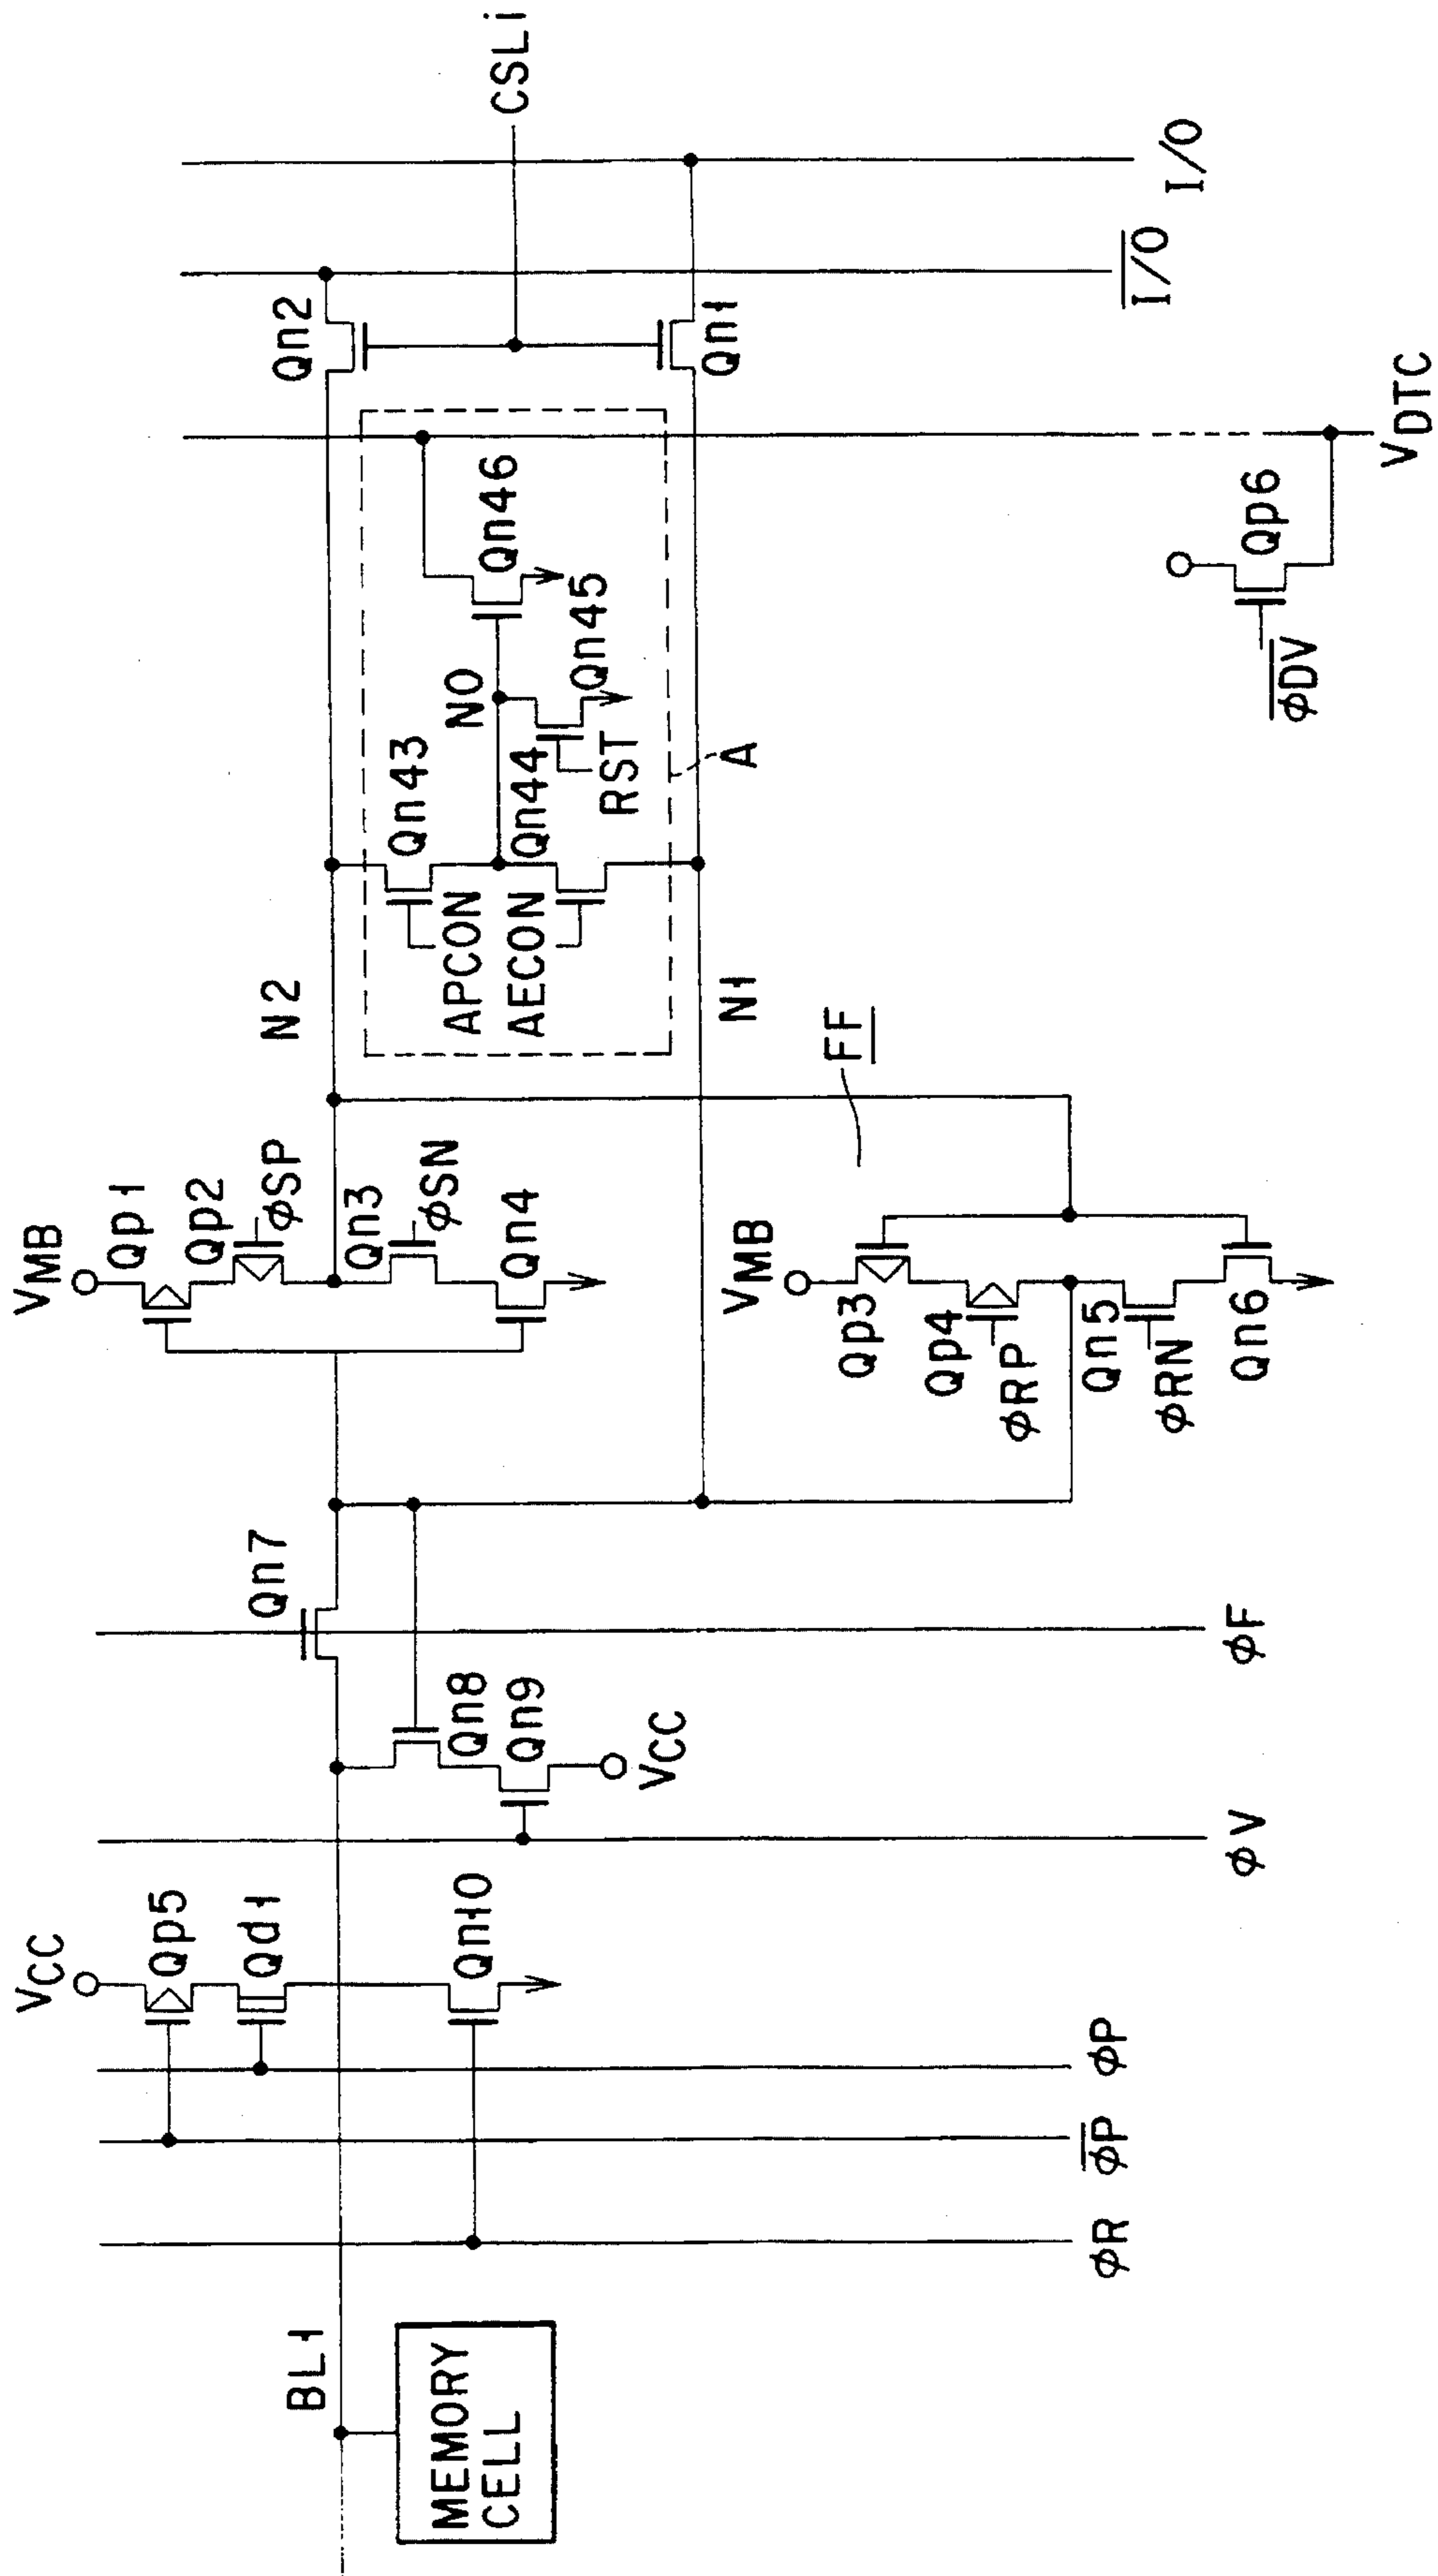 CSLi
I/O
I/O
Qn2
Qn1
VDTC
Qn46
Qp6
Qn45
ϕDV
N0
Qn43
Qn44
RST
A
APCON
AECON
N2
N1
FF
VMB
Qp1
Qp2
ϕSP
Qn3
ϕSN
Qn4
VMB
Qp3
Qp4
ϕRP
Qn5
ϕRN
Qn6
Qn7
ϕF
Qn8
Qn9
VCC
ϕV
VCC
Qp5
Qd1
Qn10
ϕP
ϕP
ϕR
BL1
MEMORY
CELL